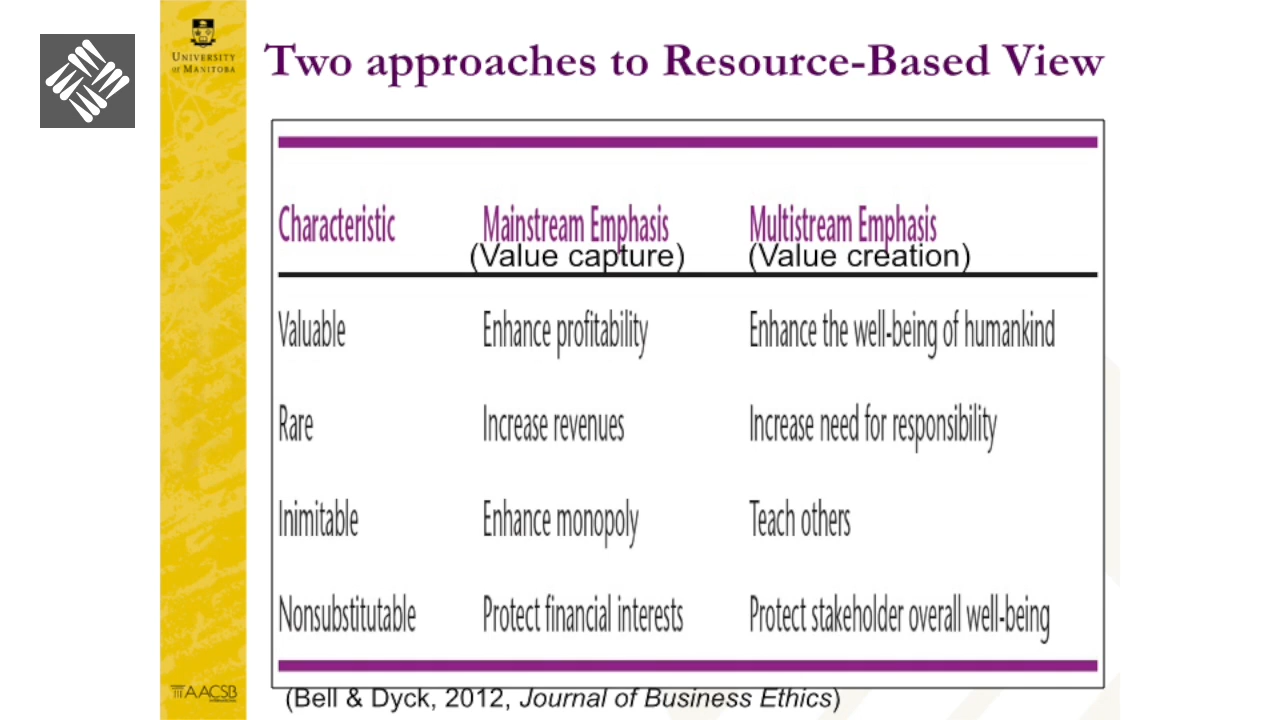 UNIVERSITY
OF MANITOBA
Two approaches to Resource-Based View
Characteristic Mainstream Emphasis Multistream Emphasis
(Value capture) (Value creation)
Valuable Enhance profitability Enhance the well-being of humankind
Rare Increase revenues Increase need for responsibility
Inimitable Enhance monopoly Teach others
Nonsubstitutable Protect financial interests Protect stakeholder overall well-being
AACSB
(Bell & Dyck, 2012, Journal of Business Ethics)